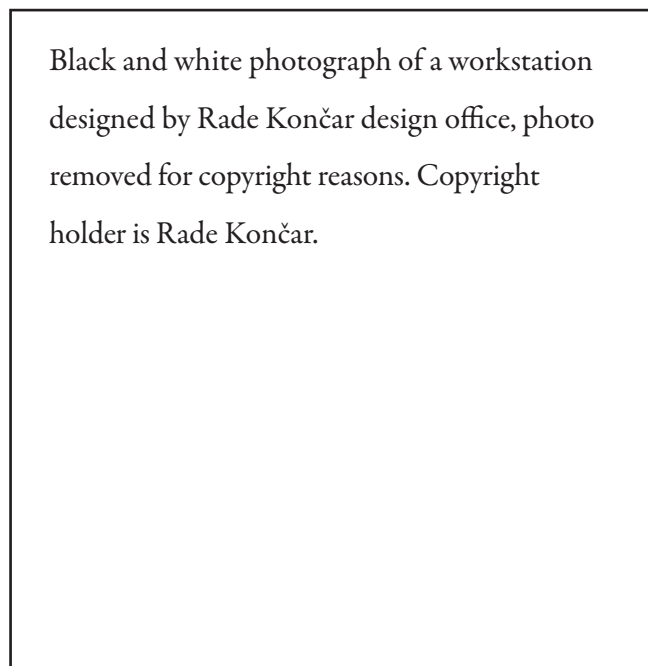 Black and white photograph of a workstation
designed by Rade Končar design office, photo
removed for copyright reasons. Copyright
holder is Rade Končar.